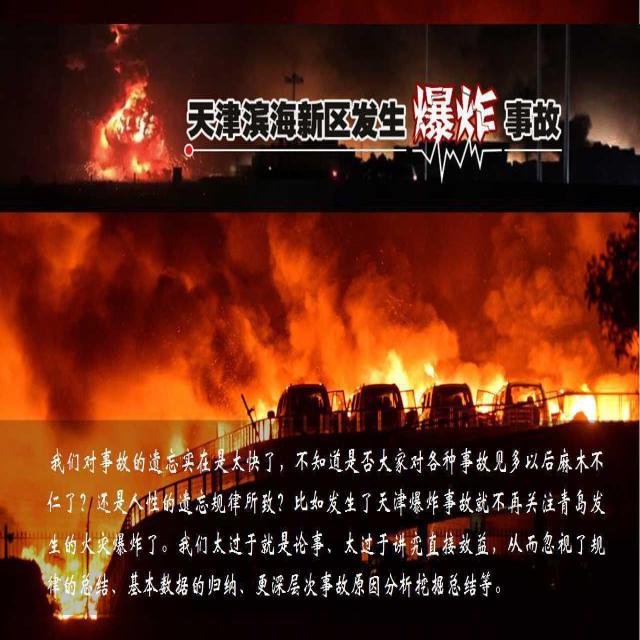 天津滨海新区发生爆炸事故
我们对事故的遗忘实在是太快了，不知道是否大家对各种事故见多以后麻木不
仁了？还是人性的遗忘规律所致？比如发生了天津爆炸事故就不再关注青岛发
生的火灾爆炸了。我们太过于就是论事、太过于讲究直接效益，从而忽视了规
律的总结、基本数据的归纳、更深层次事故原因分析挖掘总结等。